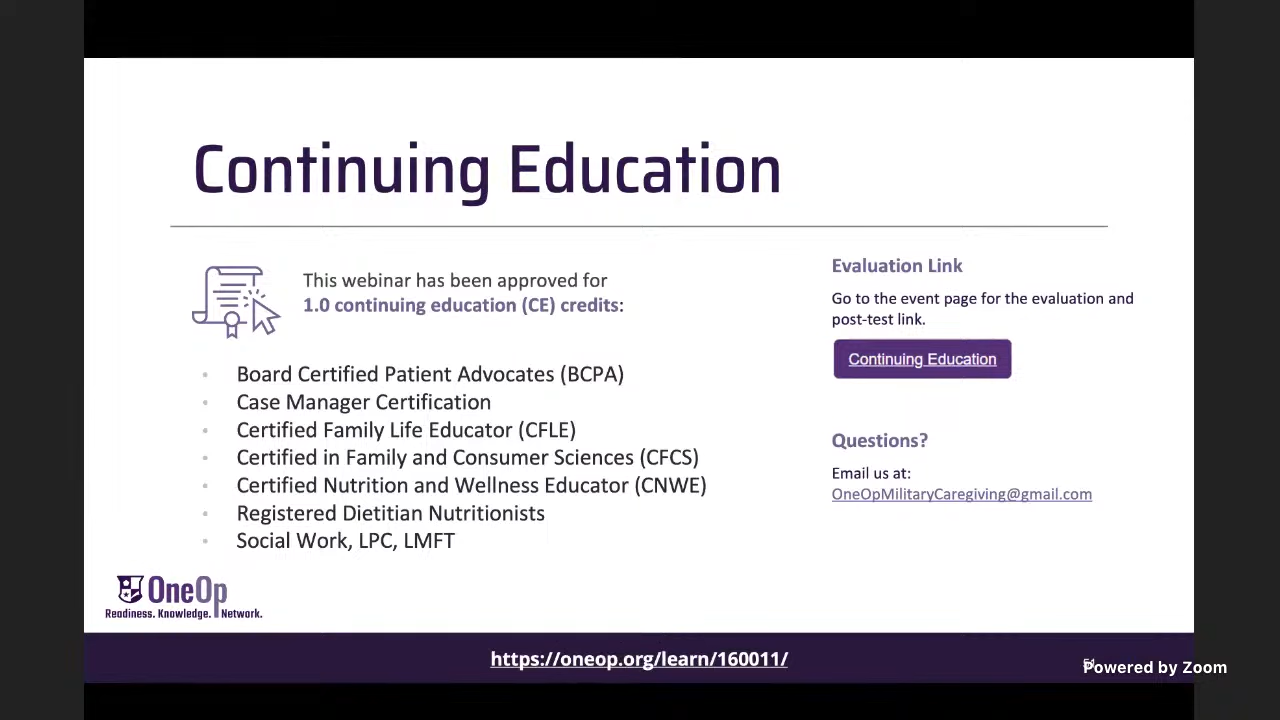 Continuing Education
This webinar has been approved for
1.0 continuing education (CE) credits:
Board Certified Patient Advocates (BCPA)
Case Manager Certification
Certified Family Life Educator (CFLE)
Certified in Family and Consumer Sciences (CFCS)
Certified Nutrition and Wellness Educator (CNWE)
Registered Dietitian Nutritionists
Social Work, LPC, LMFT
Evaluation Link
Go to the event page for the evaluation and
post-test link.
Continuing Education
Questions?
Email us at:
OneOpMilitaryCaregiving@gmail.com
OneOp
Readiness. Knowledge. Network.
https://oneop.org/learn/160011/
Powered by Zoom